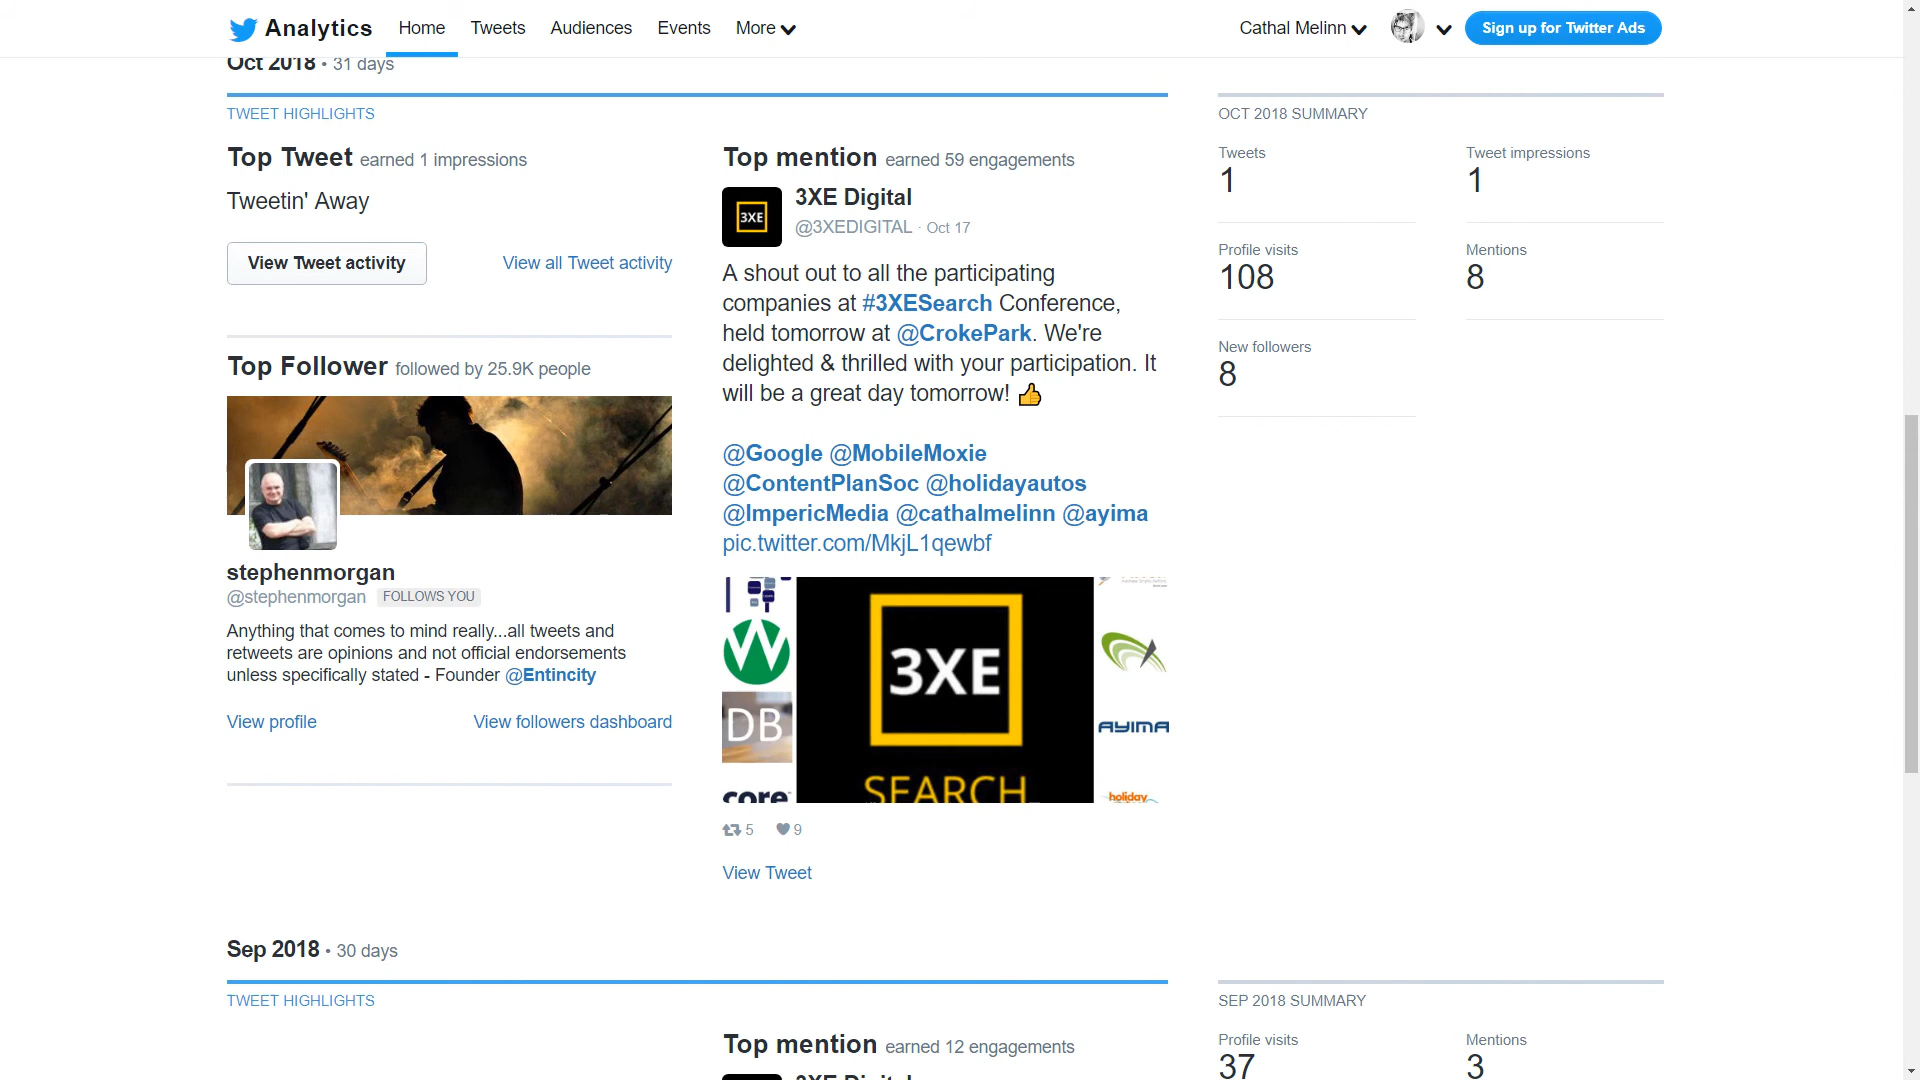 Analytics Home Tweets Audiences Events More
Cathal Melinn
Sign up for Twitter Ads
Oct 2018 • 31 days
TWEET HIGHLIGHTS
Top Tweet earned 1 impressions
Tweetin' Away
View Tweet activity
View all Tweet activity
Top Follower followed by 25.9K people
stephenmorgan
@stephenmorgan FOLLOWS YOU
Anything that comes to mind really...all tweets and
retweets are opinions and not official endorsements
unless specifically stated - Founder @Entincity
View profile
View followers dashboard
Top mention earned 59 engagements
3XE
3XE Digital
@3XEDIGITAL · Oct 17
A shout out to all the participating
companies at #3XESearch Conference,
held tomorrow at @CrokePark. We're
delighted & thrilled with your participation. It
will be a great day tomorrow! 👍
@Google @MobileMoxie
@ContentPlanSoc @holidayautos
@ImpericMedia @cathalmelinn @ayima
pic.twitter.com/MkjL1qewbf
W
DB
core
3XE
SEARCH
AYIMA
holiday
5 9
View Tweet
OCT 2018 SUMMARY
Tweets
1
Tweet impressions
1
Profile visits
108
Mentions
8
New followers
8
Sep 2018 • 30 days
TWEET HIGHLIGHTS
Top mention earned 12 engagements
3XE Digital
SEP 2018 SUMMARY
Profile visits
37
Mentions
3